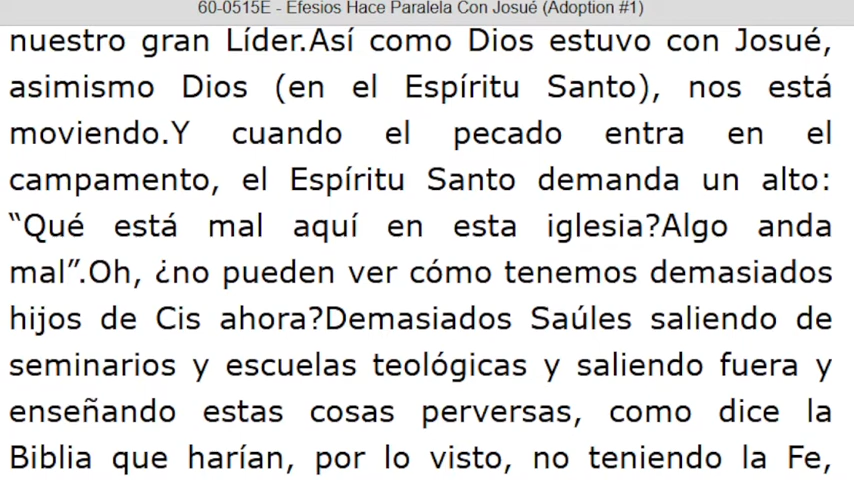 60-0515E - Efesios Hace Paralela Con Josué (Adoption #1)
nuestro gran Líder.Así como Dios estuvo con Josué,
asimismo Dios (en el Espíritu Santo), nos está
moviendo.Y cuando el pecado entra en el
campamento, el Espíritu Santo demanda un alto:
“Qué está mal aquí en esta iglesia?Algo anda
mal”.Oh, ¿no pueden ver cómo tenemos demasiados
hijos de Cis ahora?Demasiados Saúles saliendo de
seminarios y escuelas teológicas y saliendo fuera y
enseñando estas cosas perversas, como dice la
Biblia que harían, por lo visto, no teniendo la Fe,